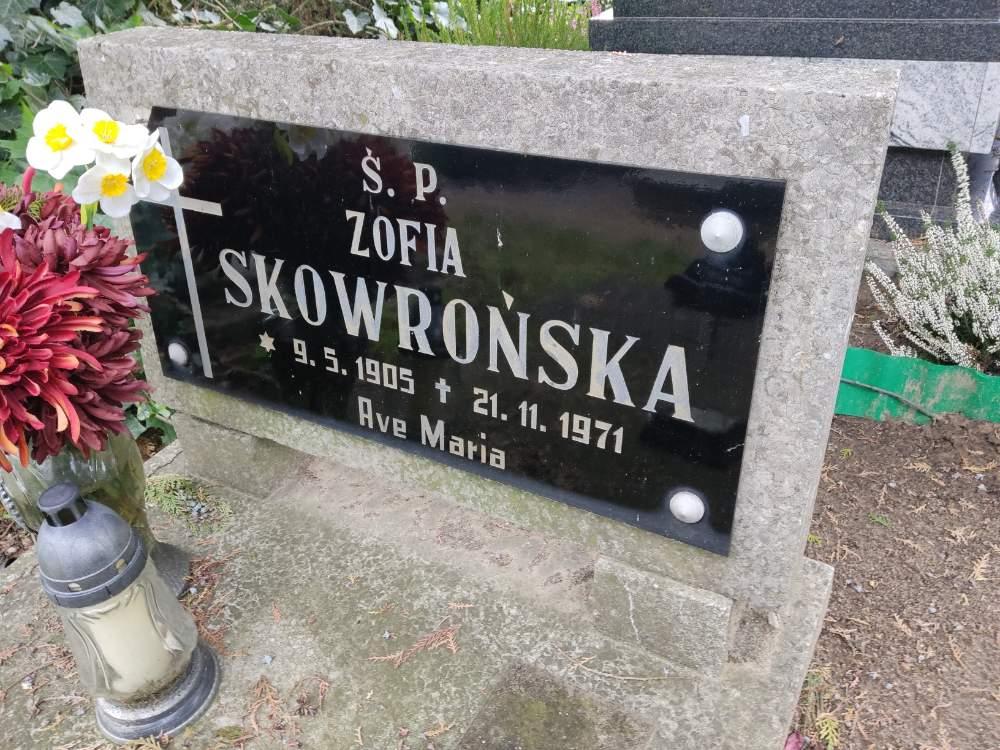 Ś. P.
ZOFIA
SKOWROŃSKA
* 9. 5. 1905 ✝ 21. 11. 1971
Ave Maria